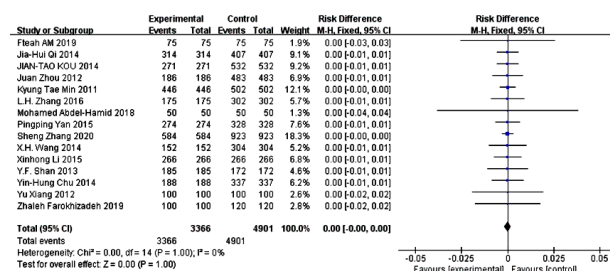 Experimental Control Risk Difference Risk Difference
Study or Subgroup Events Total Events Total Weight M-H, Fixed, 95% CI M-H, Fixed, 95% CI
Fteah AM 2019 75 75 75 75 1.9% 0.00 [-0.03, 0.03]
Jia-Hui Qi 2014 314 314 407 407 9.1% 0.00 [-0.01, 0.01]
JIAN-TAO KOU 2014 271 271 532 532 9.2% 0.00 [-0.01, 0.01]
Juan Zhou 2012 186 186 483 483 6.9% 0.00 [-0.01, 0.01]
Kyung Tae Min 2011 446 446 502 502 12.1% 0.00 [-0.00, 0.00]
L.H. Zhang 2016 175 175 302 302 5.7% 0.00 [-0.01, 0.01]
Mohamed Abdel-Hamid 2018 50 50 50 50 1.3% 0.00 [-0.04, 0.04]
Pingping Yan 2015 274 274 328 328 7.7% 0.00 [-0.01, 0.01]
Sheng Zhang 2020 584 584 923 923 18.3% 0.00 [-0.00, 0.00]
X.H. Wang 2014 152 152 304 304 5.2% 0.00 [-0.01, 0.01]
Xinhong Li 2015 266 266 266 266 6.8% 0.00 [-0.01, 0.01]
Y.F. Shan 2013 185 185 172 172 4.6% 0.00 [-0.01, 0.01]
Yin-Hung Chu 2014 188 188 337 337 6.2% 0.00 [-0.01, 0.01]
Yu Xiang 2012 100 100 100 100 2.6% 0.00 [-0.02, 0.02]
Zhaleh Farokhizadeh 2019 100 100 120 120 2.8% 0.00 [-0.02, 0.02]
Total (95% CI) 3366 4901 100.0% 0.00 [-0.00, 0.00]
Total events 3366 4901
Heterogeneity: Chi² = 0.00, df = 14 (P = 1.00); I² = 0%
Test for overall effect: Z = 0.00 (P = 1.00)
-0.05 -0.025 0 0.025 0.05
Favours [experimental] Favours [control]